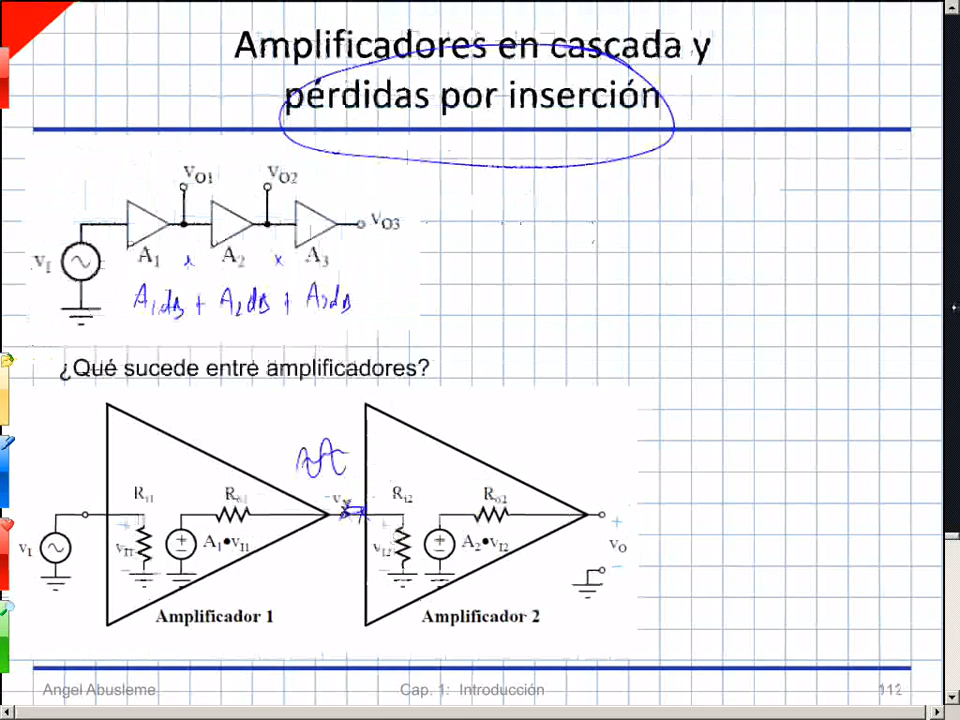 Amplificadores en cascada y
pérdidas por inserción
vO1 vO2
vO3
vI A1 x A2 x A3
A1dB + A2dB + A3dB
¿Qué sucede entre amplificadores?
Ri1 Ro1 Ri2 Ro2
vI vI1 A1•vI1 vI2 A2•vI2 vO
Amplificador 1 Amplificador 2
Angel Abusleme Cap. 1: Introducción